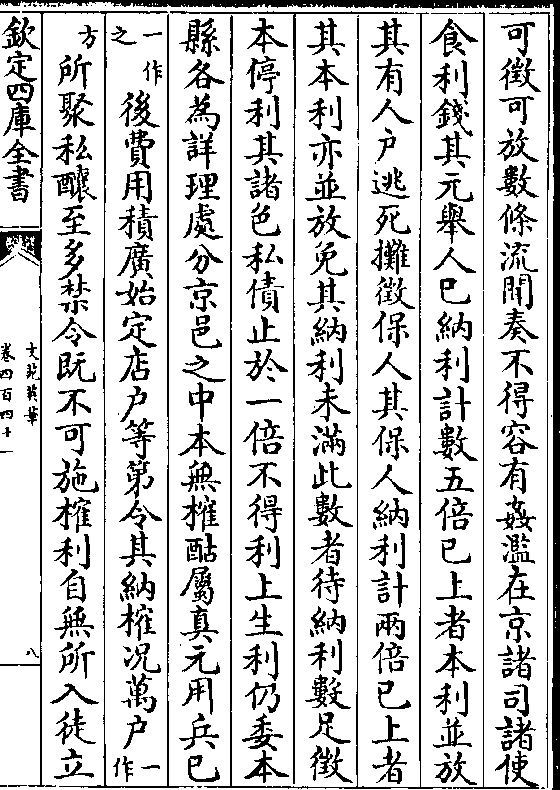 可徴可放數條流聞奏不得容有姦濫在京諸司諸使
食利錢其元舉人已納利計數五倍已上者本利並放
其有人户逃死攤徴保人其保人納利計兩倍已上者
其本利亦並放免其納利未滿此數者待納利數足徴
本停利其諸色私債止於一倍不得利上生利仍委本
縣各為詳理處分京邑之中本無榷酤屬真元用兵已
一作之後費用積廣始定店户等第令其納榷况萬户一作
方所聚私釀至多禁令既不可施榷利自無所入徒立
欽定四庫全書
文苑英華
卷四百四十一
八